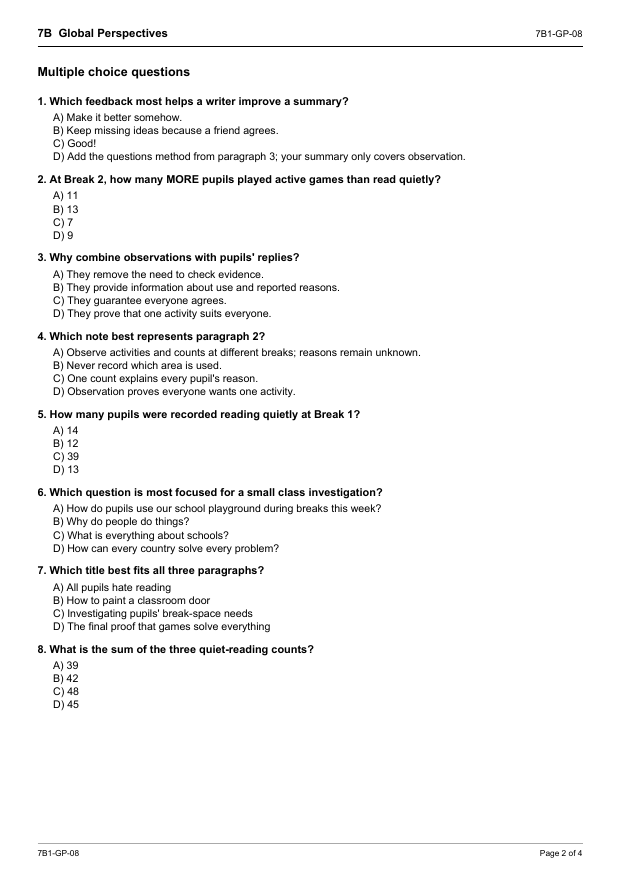 7B Global Perspectives
7B1-GP-08
Multiple choice questions
1. Which feedback most helps a writer improve a summary?
A) Make it better somehow.
B) Keep missing ideas because a friend agrees.
C) Good!
D) Add the questions method from paragraph 3; your summary only covers observation.
2. At Break 2, how many MORE pupils played active games than read quietly?
A) 11
B) 13
C) 7
D) 9
3. Why combine observations with pupils' replies?
A) They remove the need to check evidence.
B) They provide information about use and reported reasons.
C) They guarantee everyone agrees.
D) They prove that one activity suits everyone.
4. Which note best represents paragraph 2?
A) Observe activities and counts at different breaks; reasons remain unknown.
B) Never record which area is used.
C) One count explains every pupil's reason.
D) Observation proves everyone wants one activity.
5. How many pupils were recorded reading quietly at Break 1?
A) 14
B) 12
C) 39
D) 13
6. Which question is most focused for a small class investigation?
A) How do pupils use our school playground during breaks this week?
B) Why do people do things?
C) What is everything about schools?
D) How can every country solve every problem?
7. Which title best fits all three paragraphs?
A) All pupils hate reading
B) How to paint a classroom door
C) Investigating pupils' break-space needs
D) The final proof that games solve everything
8. What is the sum of the three quiet-reading counts?
A) 39
B) 42
C) 48
D) 45
7B1-GP-08
Page 2 of 4